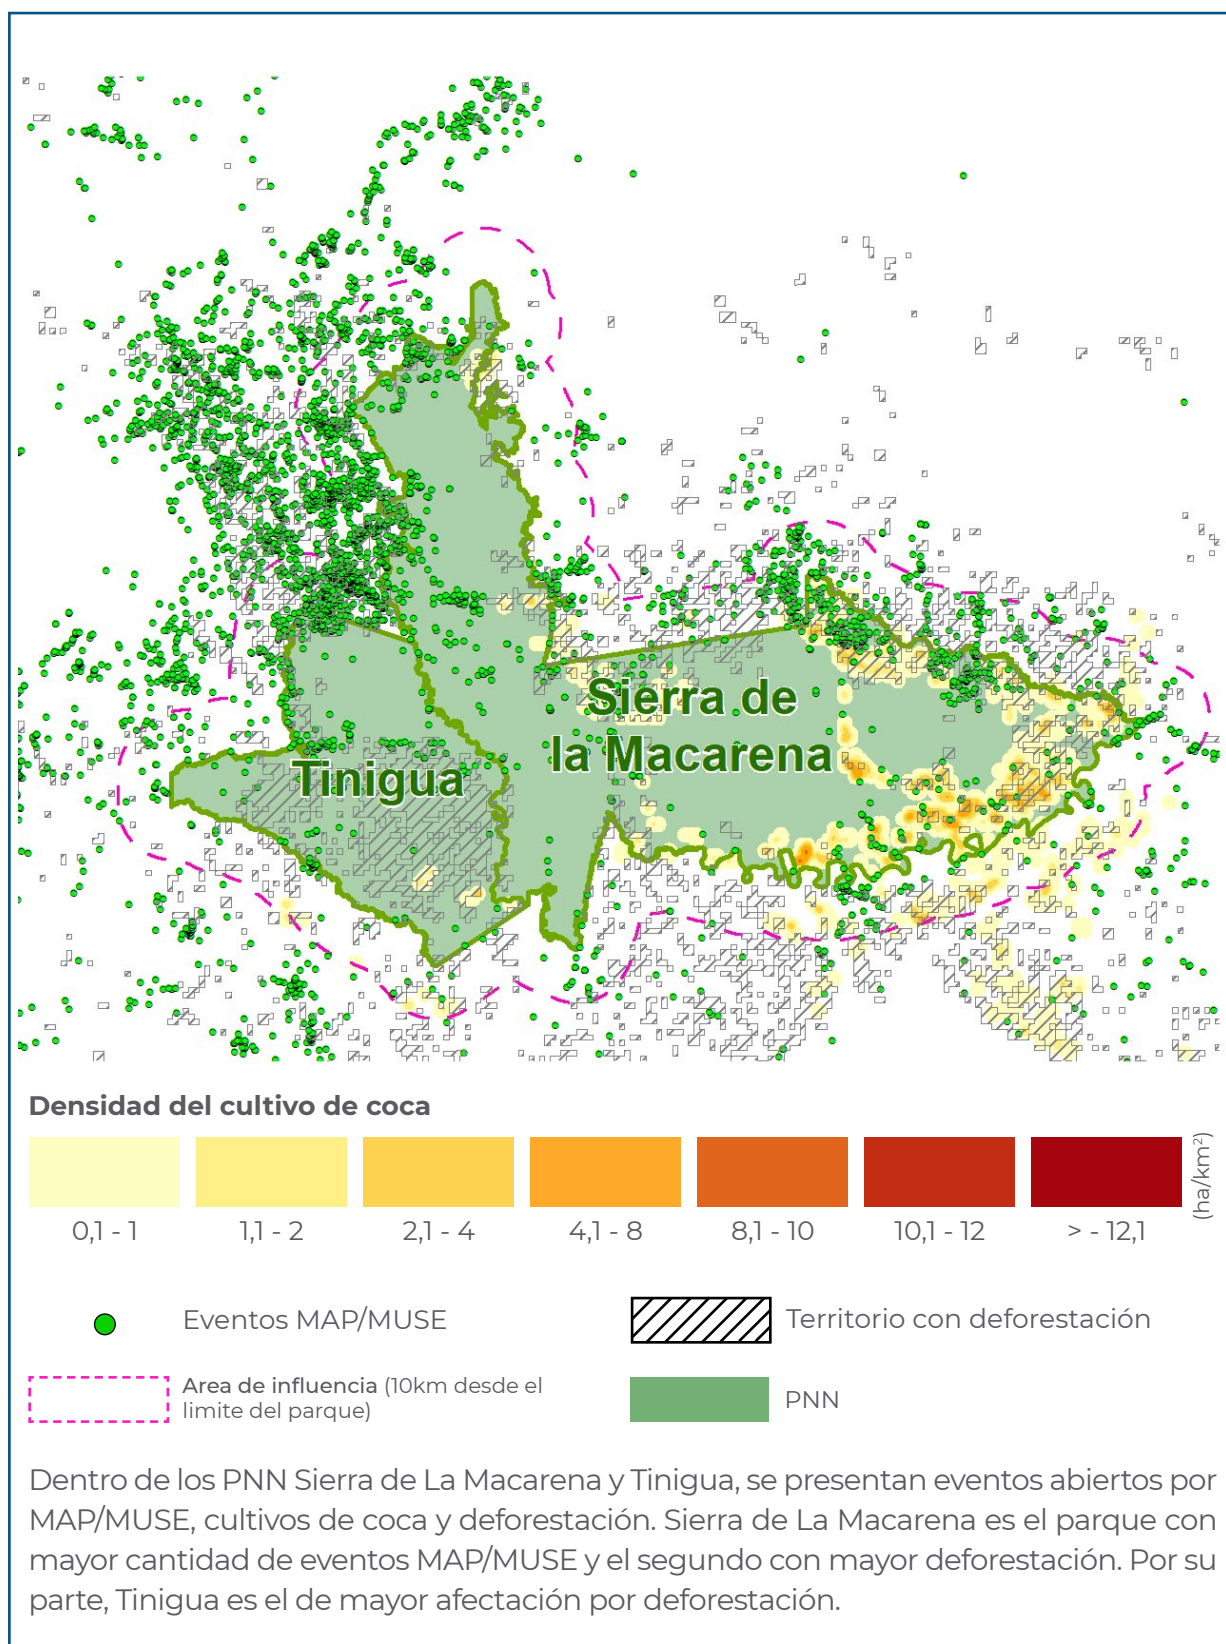 Sierra de
la Macarena
Tinigua
Densidad del cultivo de coca
0,1 - 1
1,1 - 2
2,1 - 4
4,1 - 8
8,1 - 10
10,1 - 12
> - 12,1
(ha/km²)
Eventos MAP/MUSE
Territorio con deforestación
Area de influencia (10km desde el
limite del parque)
PNN
Dentro de los PNN Sierra de La Macarena y Tinigua, se presentan eventos abiertos por
MAP/MUSE, cultivos de coca y deforestación. Sierra de La Macarena es el parque con
mayor cantidad de eventos MAP/MUSE y el segundo con mayor deforestación. Por su
parte, Tinigua es el de mayor afectación por deforestación.